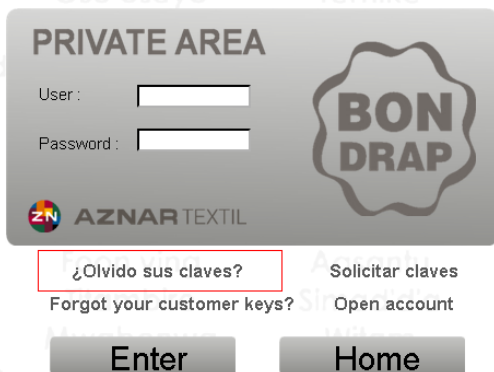 PRIVATE AREA
User :
Password :
BON
DRAP
ZN AZNAR TEXTIL
¿Olvido sus claves? Solicitar claves
Forgot your customer keys? Open account
Enter Home